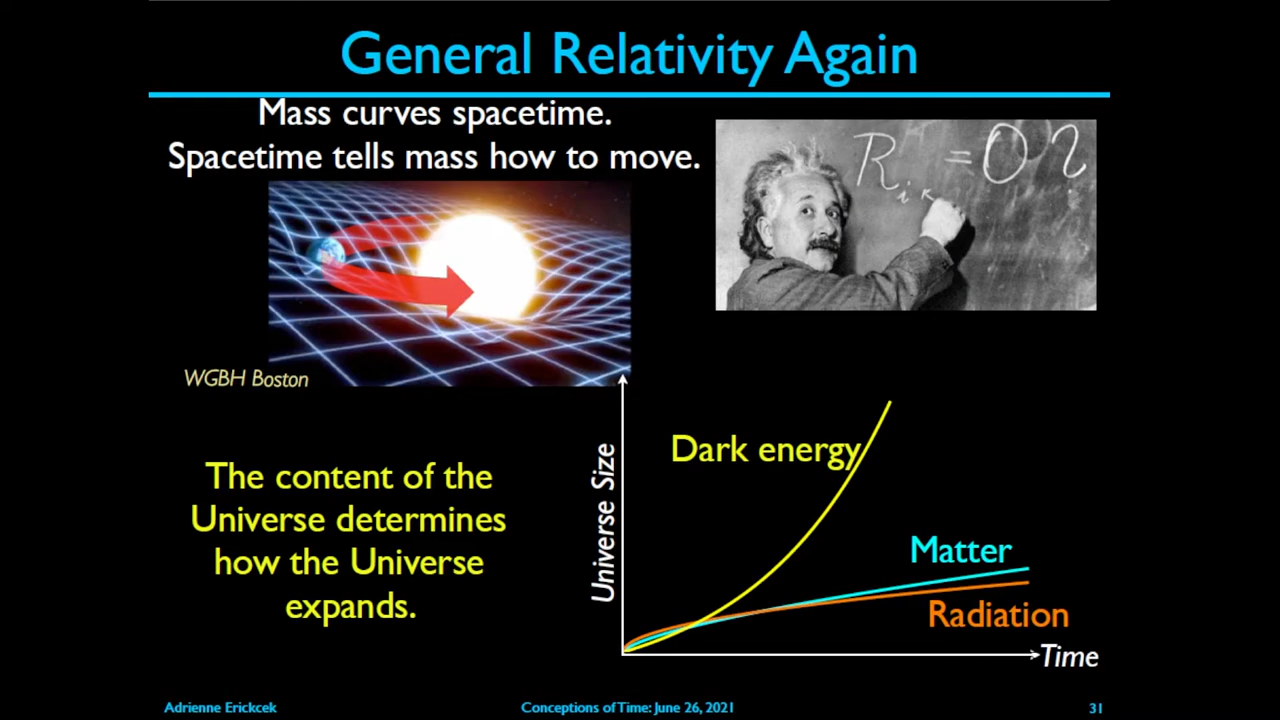 General Relativity Again
Mass curves spacetime.
Spacetime tells mass how to move.
R i κ = 0 ?
WGBH Boston
The content of the
Universe determines
how the Universe
expands.
Universe Size
Dark energy
Matter
Radiation
Time
Adrienne Erickcek
Conceptions of Time: June 26, 2021
31